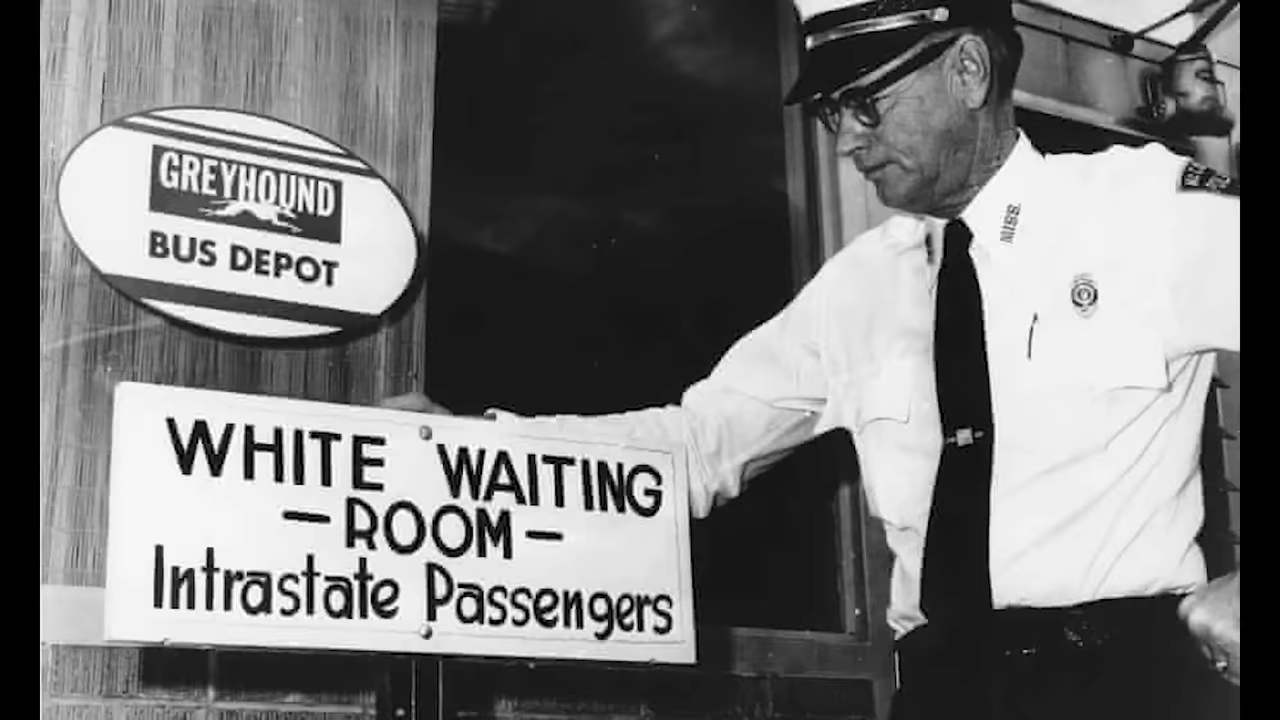 GREYHOUND
BUS DEPOT
WHITE WAITING
-ROOM-
Intrastate Passengers
MISS.